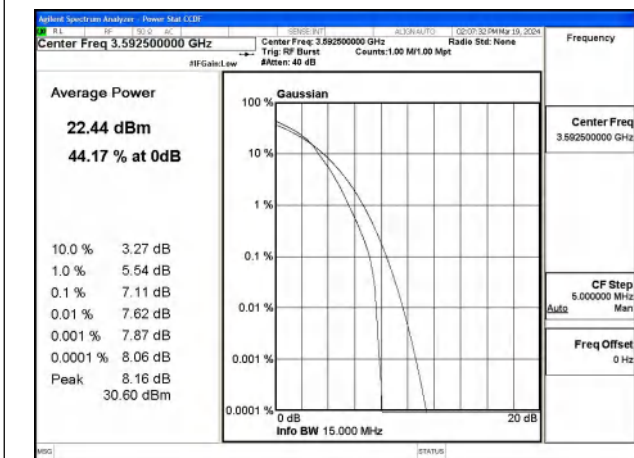 Agilent Spectrum Analyzer - Power Stat CCDF
RL RF 50 Ω AC SENSE:INT ALIGNAUTO 02:07:32 PM Mar 19, 2024
Center Freq 3.592500000 GHz
Center Freq: 3.592500000 GHz Radio Std: None
Trig: RF Burst Counts:1.00 M/1.00 Mpt
#IFGain:Low #Atten: 40 dB
Frequency
Average Power
22.44 dBm
44.17 % at 0dB
10.0 % 3.27 dB
1.0 % 5.54 dB
0.1 % 7.11 dB
0.01 % 7.62 dB
0.001 % 7.87 dB
0.0001 % 8.06 dB
Peak 8.16 dB
30.60 dBm
Gaussian
100 %
10 %
1 %
0.1 %
0.01 %
0.001 %
0.0001 %
0 dB 20 dB
Info BW 15.000 MHz
Center Freq
3.592500000 GHz
CF Step
5.000000 MHz
Auto Man
Freq Offset
0 Hz
MSG STATUS